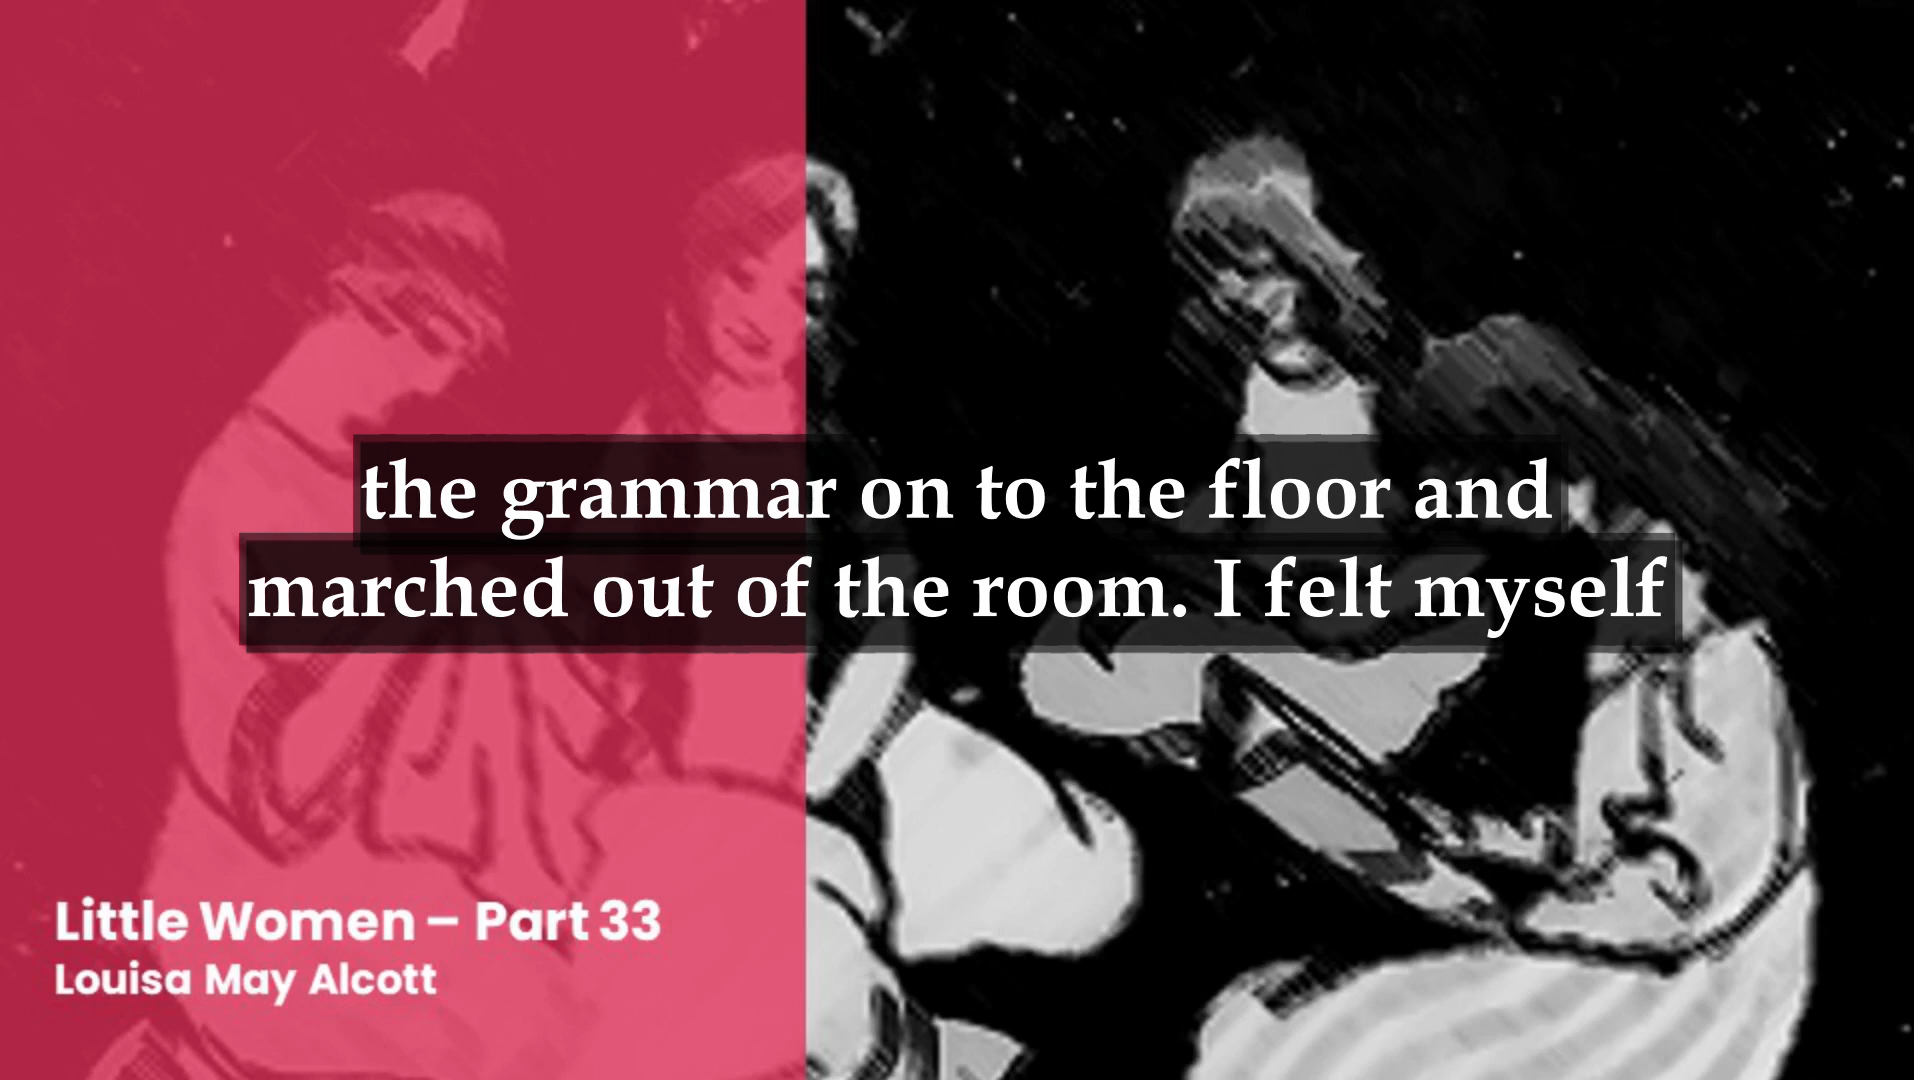 the grammar on to the floor and
marched out of the room. I felt myself
Little Women – Part 33
Louisa May Alcott